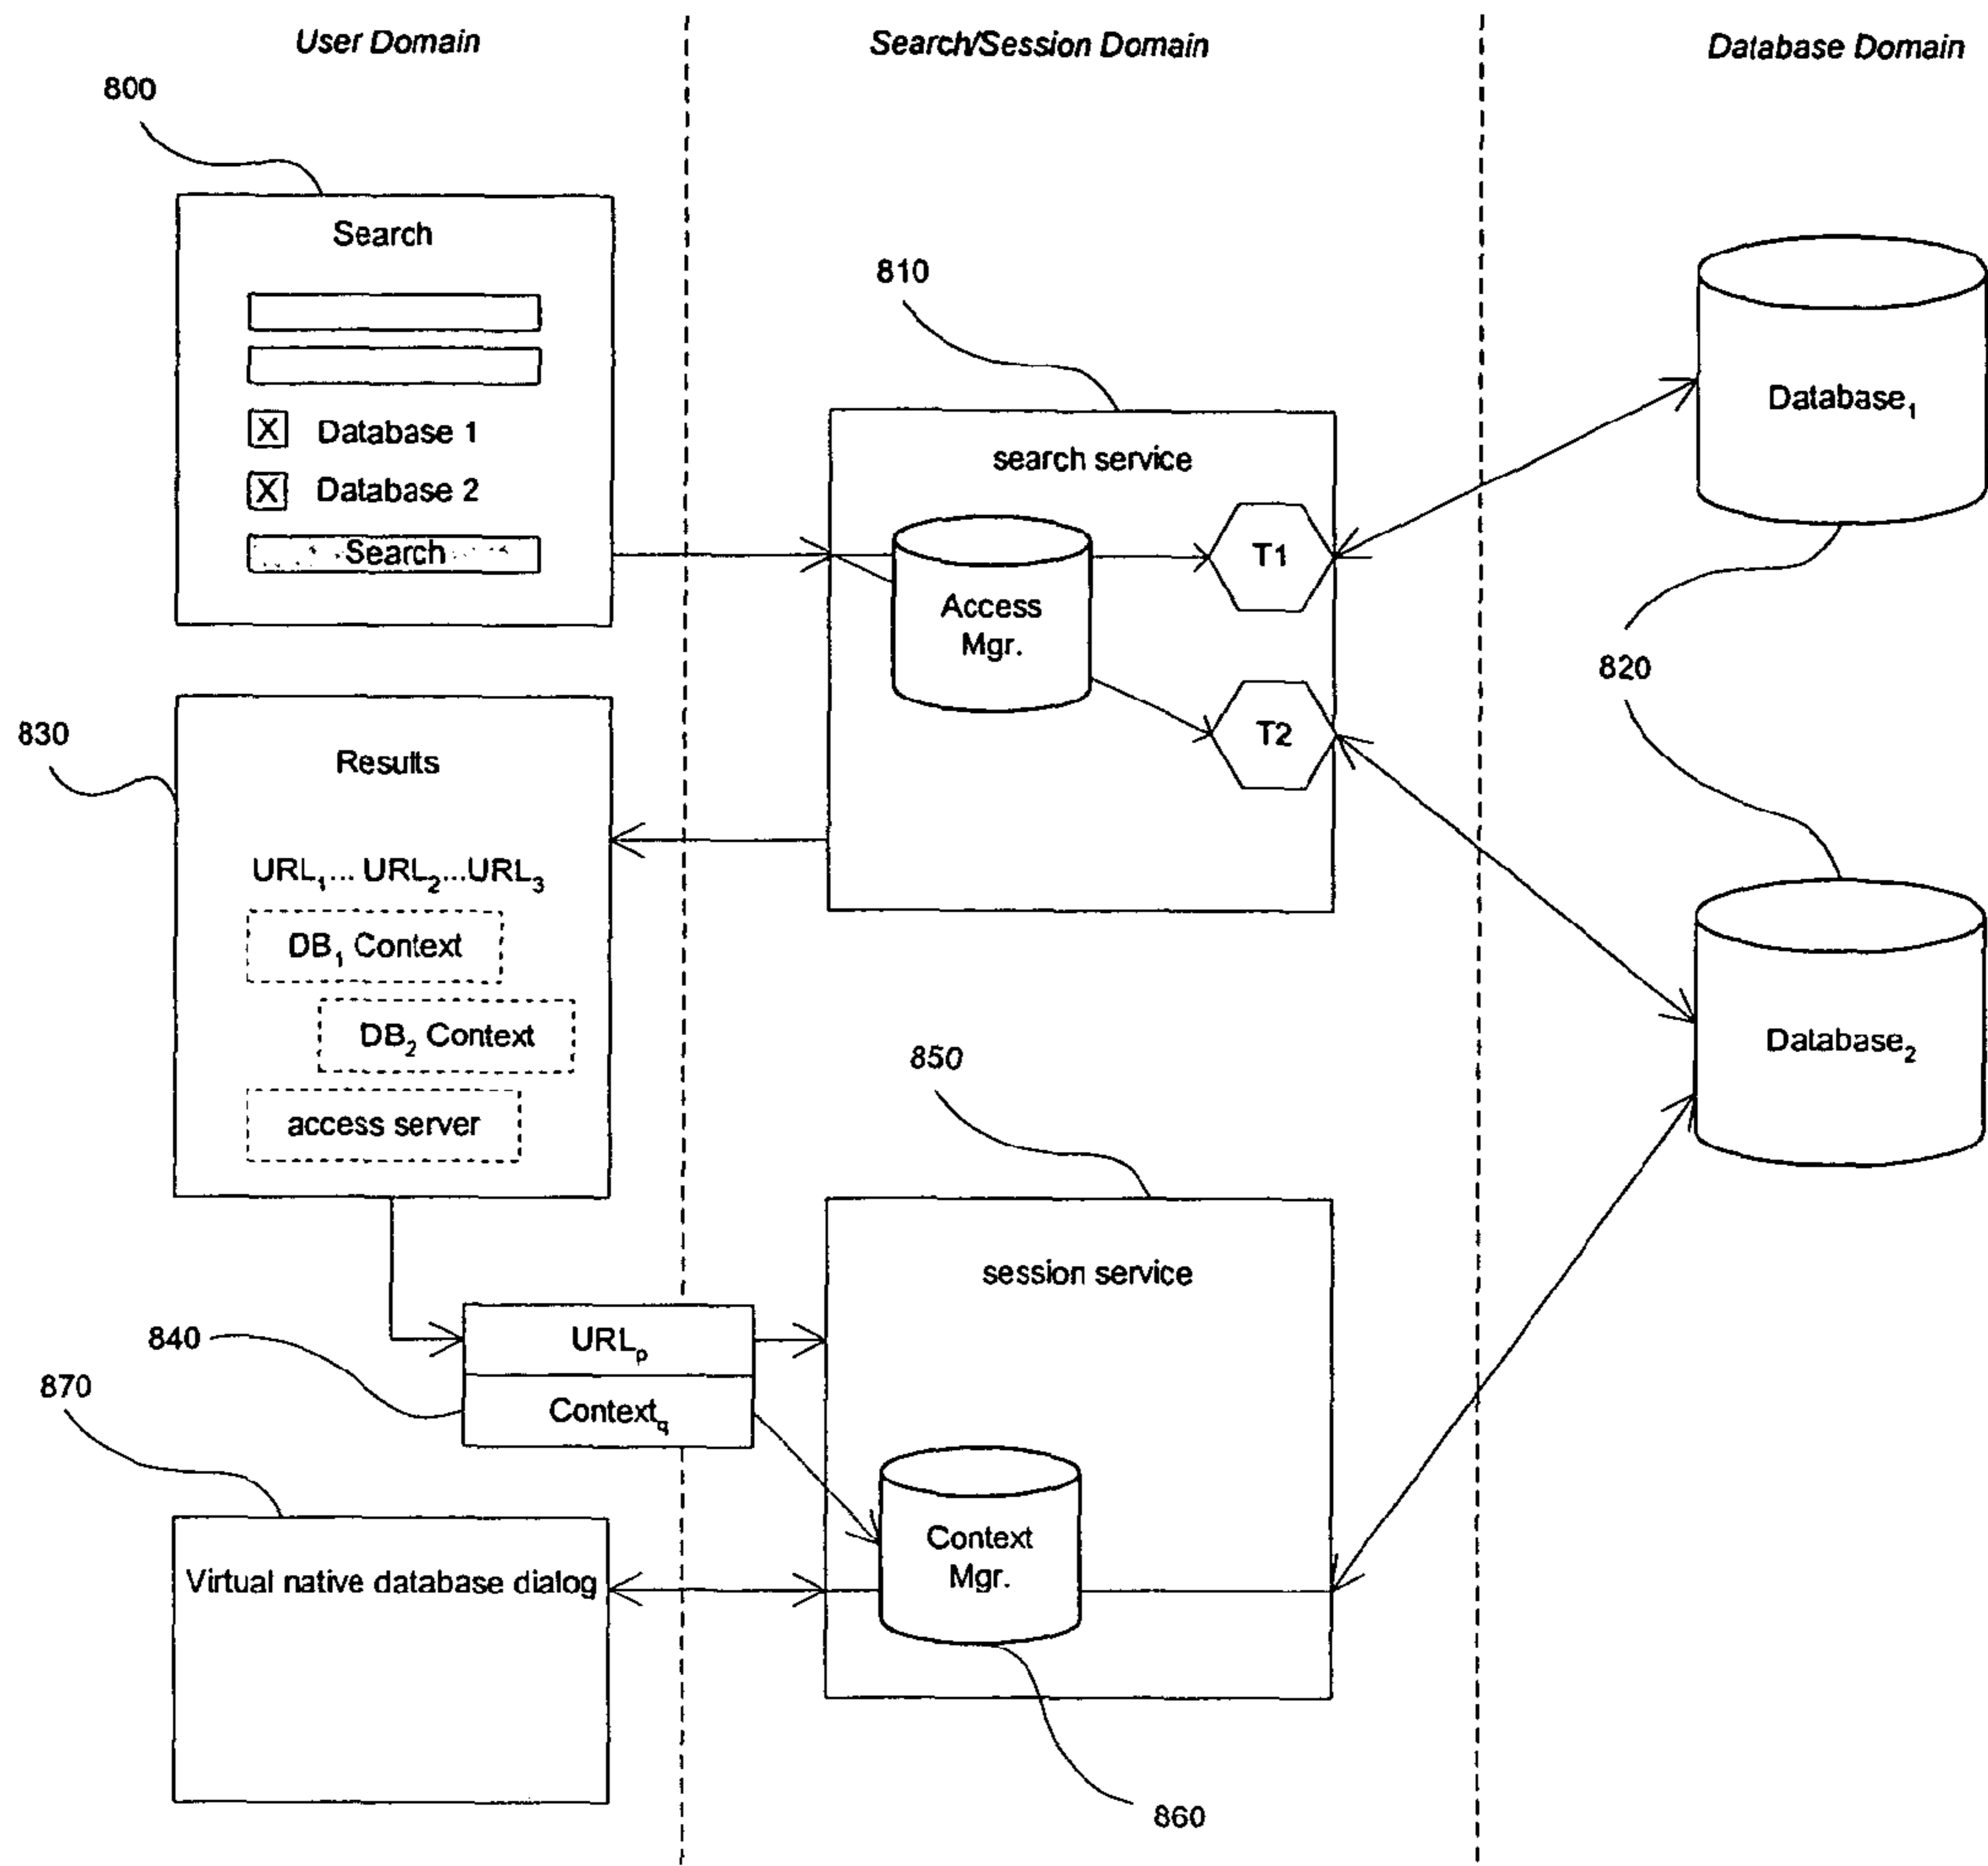 User Domain
Search/Session Domain
Database Domain
800
Search
Database 1
Database 2
Search
X
X
810
search service
Access
Mgr.
T1
T2
Database₁
820
Database₂
830
Results
URL₁... URL₂...URL₃
DB₁ Context
DB₂ Context
access server
840
URLₚ
Context_q
850
session service
Context
Mgr.
860
870
Virtual native database dialog